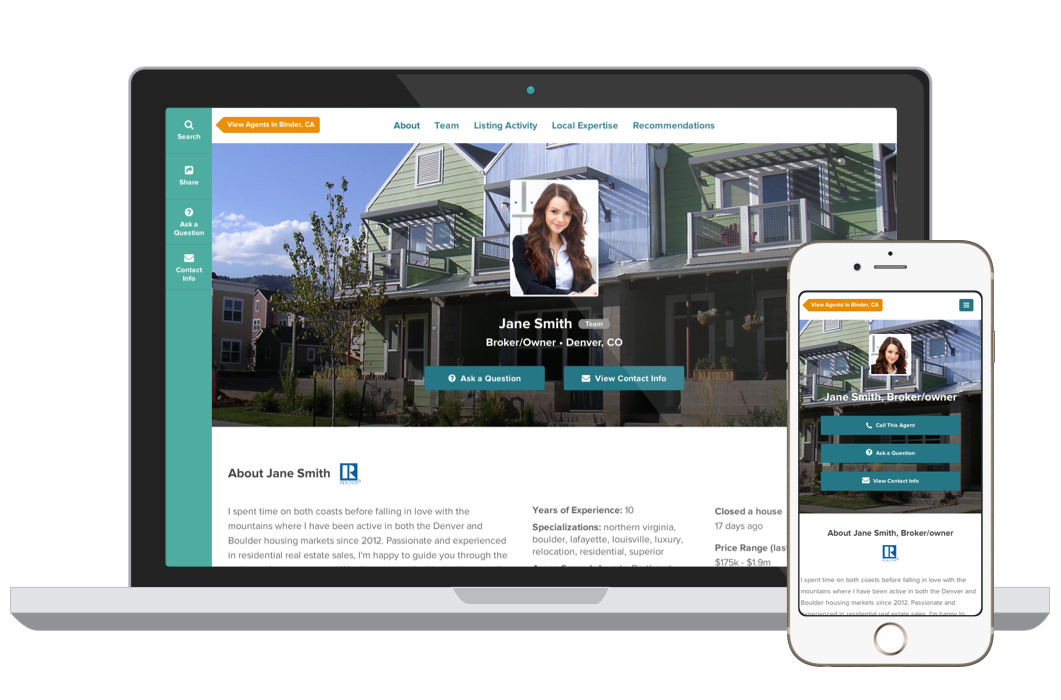 Search
Share
Ask a
Question
Contact
Info
View Agents in Binder, CA
About Team Listing Activity Local Expertise Recommendations
Jane Smith Team
Broker/Owner • Denver, CO
Ask a Question
View Contact Info
About Jane Smith
REALTOR®
I spent time on both coasts before falling in love with the
mountains where I have been active in both the Denver and
Boulder housing markets since 2012. Passionate and experienced
in residential real estate sales, I'm happy to guide you through the
Years of Experience: 10
Specializations: northern virginia,
boulder, lafayette, louisville, luxury,
relocation, residential, superior
Closed a house
17 days ago
Price Range (las
$175k - $1.9m
View Agents in Binder, CA
Jane Smith, Broker/owner
Call This Agent
Ask a Question
View Contact Info
About Jane Smith, Broker/owner
I spent time on both coasts before falling in love with the
mountains where I have been active in both the Denver and
Boulder housing markets since 2012. Passionate and
experienced in residential real estate sales, I'm happy to